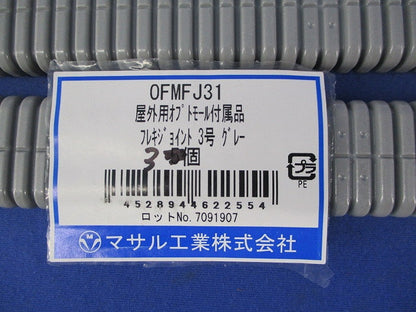 OFMFJ31
屋外用ｵﾌﾟﾄﾓｰﾙ付属品
ﾌﾚｷｼﾞｮｲﾝﾄ 3号 ｸﾞﾚｰ
3 個
プラ
PE
4528944622554
ロットNo.7091907
M マサル工業株式会社